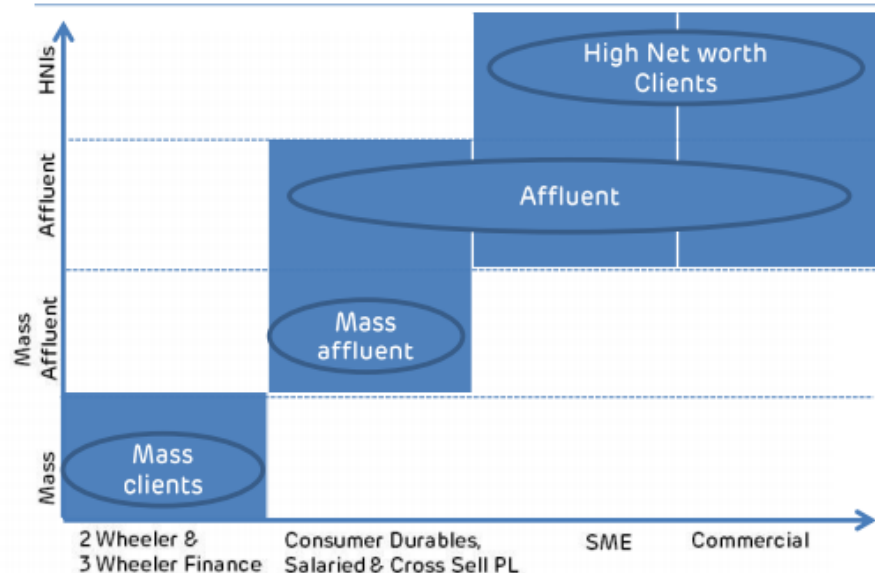 HNIs
High Net worth
Clients
Affluent
Affluent
Mass
Affluent
Mass
affluent
Mass
Mass
clients
2 Wheeler &
3 Wheeler Finance
Consumer Durables,
Salaried & Cross Sell PL
SME
Commercial